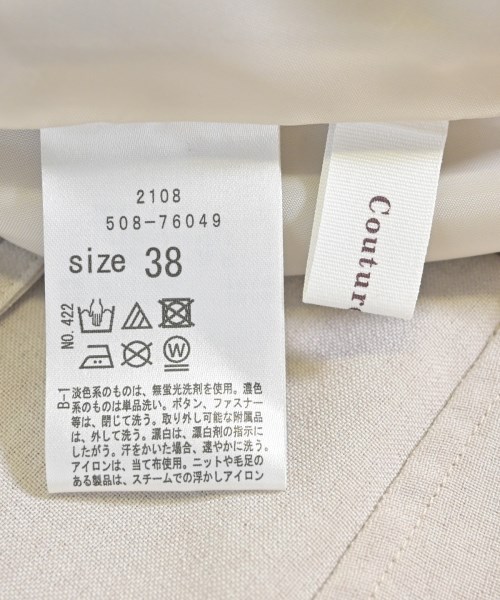 2108
508-76049
size 38
NO.422
W
B-1
淡色系のものは、無蛍光洗剤を使用。濃色
系のものは単品洗い。ボタン、ファスナー
等は、閉じて洗う。取り外し可能な附属品
は、外して洗う。漂白は、漂白剤の指示に
したがう。汗をかいた場合、速やかに洗う。
アイロンは、当て布使用。ニットや毛足の
ある製品は、スチームでの浮かしアイロン
Couture